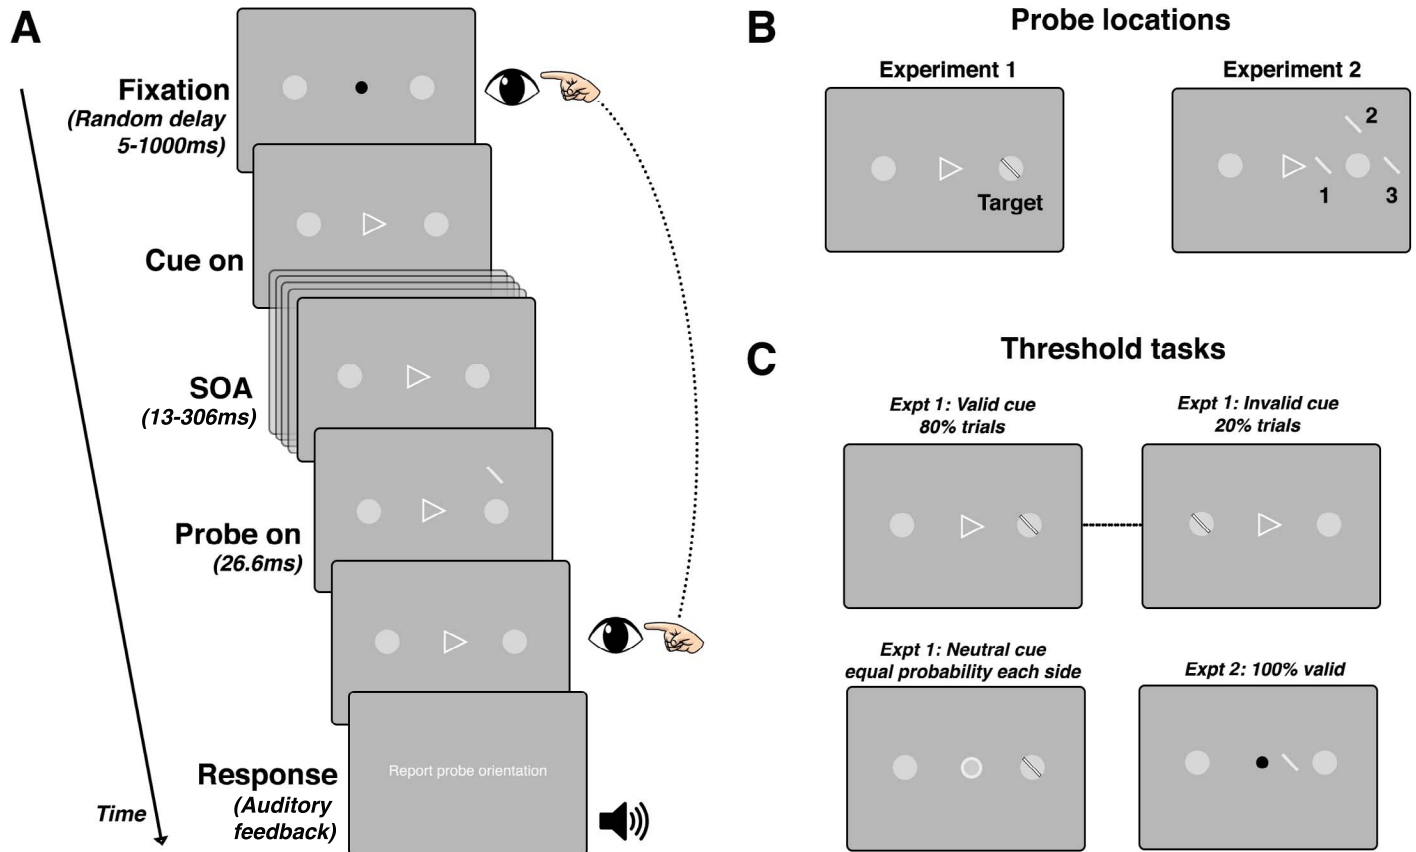 A
Fixation
(Random delay
5-1000ms)
Cue on
SOA
(13-306ms)
Probe on
(26.6ms)
Response
(Auditory
feedback)
Report probe orientation
Time
B
Probe locations
Experiment 1
Target
Experiment 2
2
1
3
C
Threshold tasks
Expt 1: Valid cue
80% trials
Expt 1: Invalid cue
20% trials
Expt 1: Neutral cue
equal probability each side
Expt 2: 100% valid